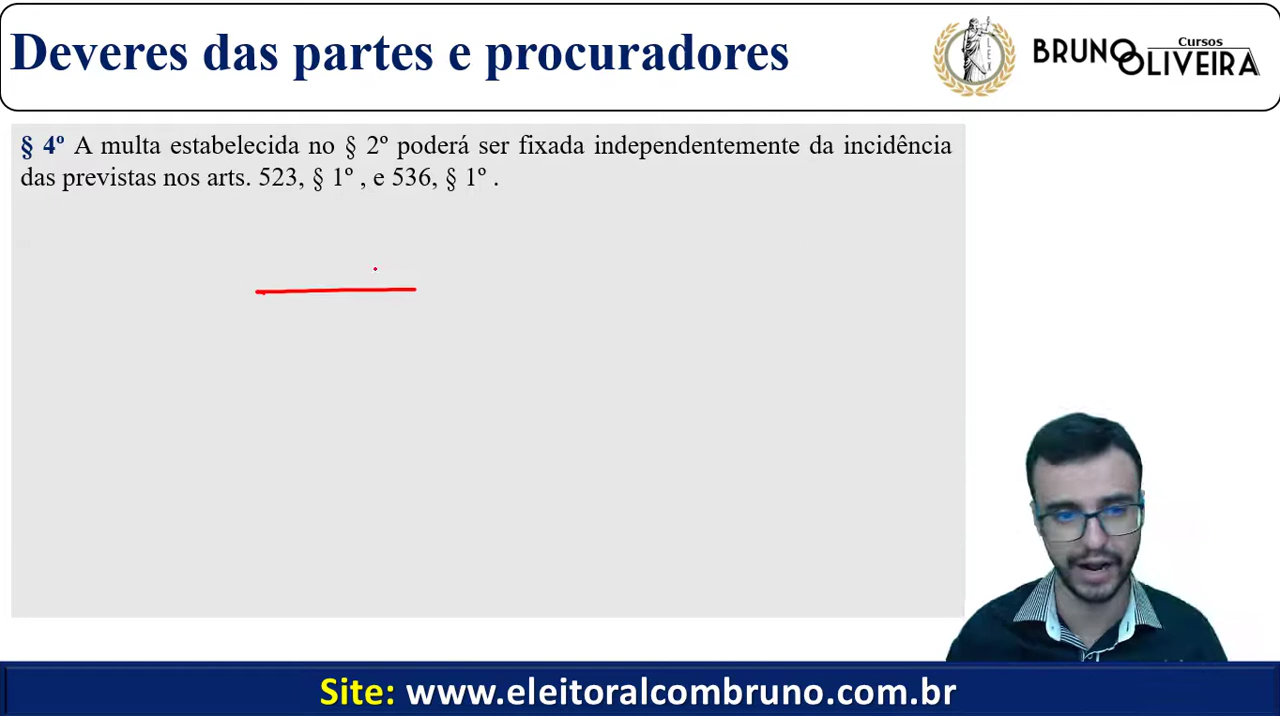 Deveres das partes e procuradores
Cursos
BRUNO
OLIVEIRA
LEX
§ 4º A multa estabelecida no § 2º poderá ser fixada independentemente da incidência
das previstas nos arts. 523, § 1º , e 536, § 1º .
Site: www.eleitoralcombruno.com.br